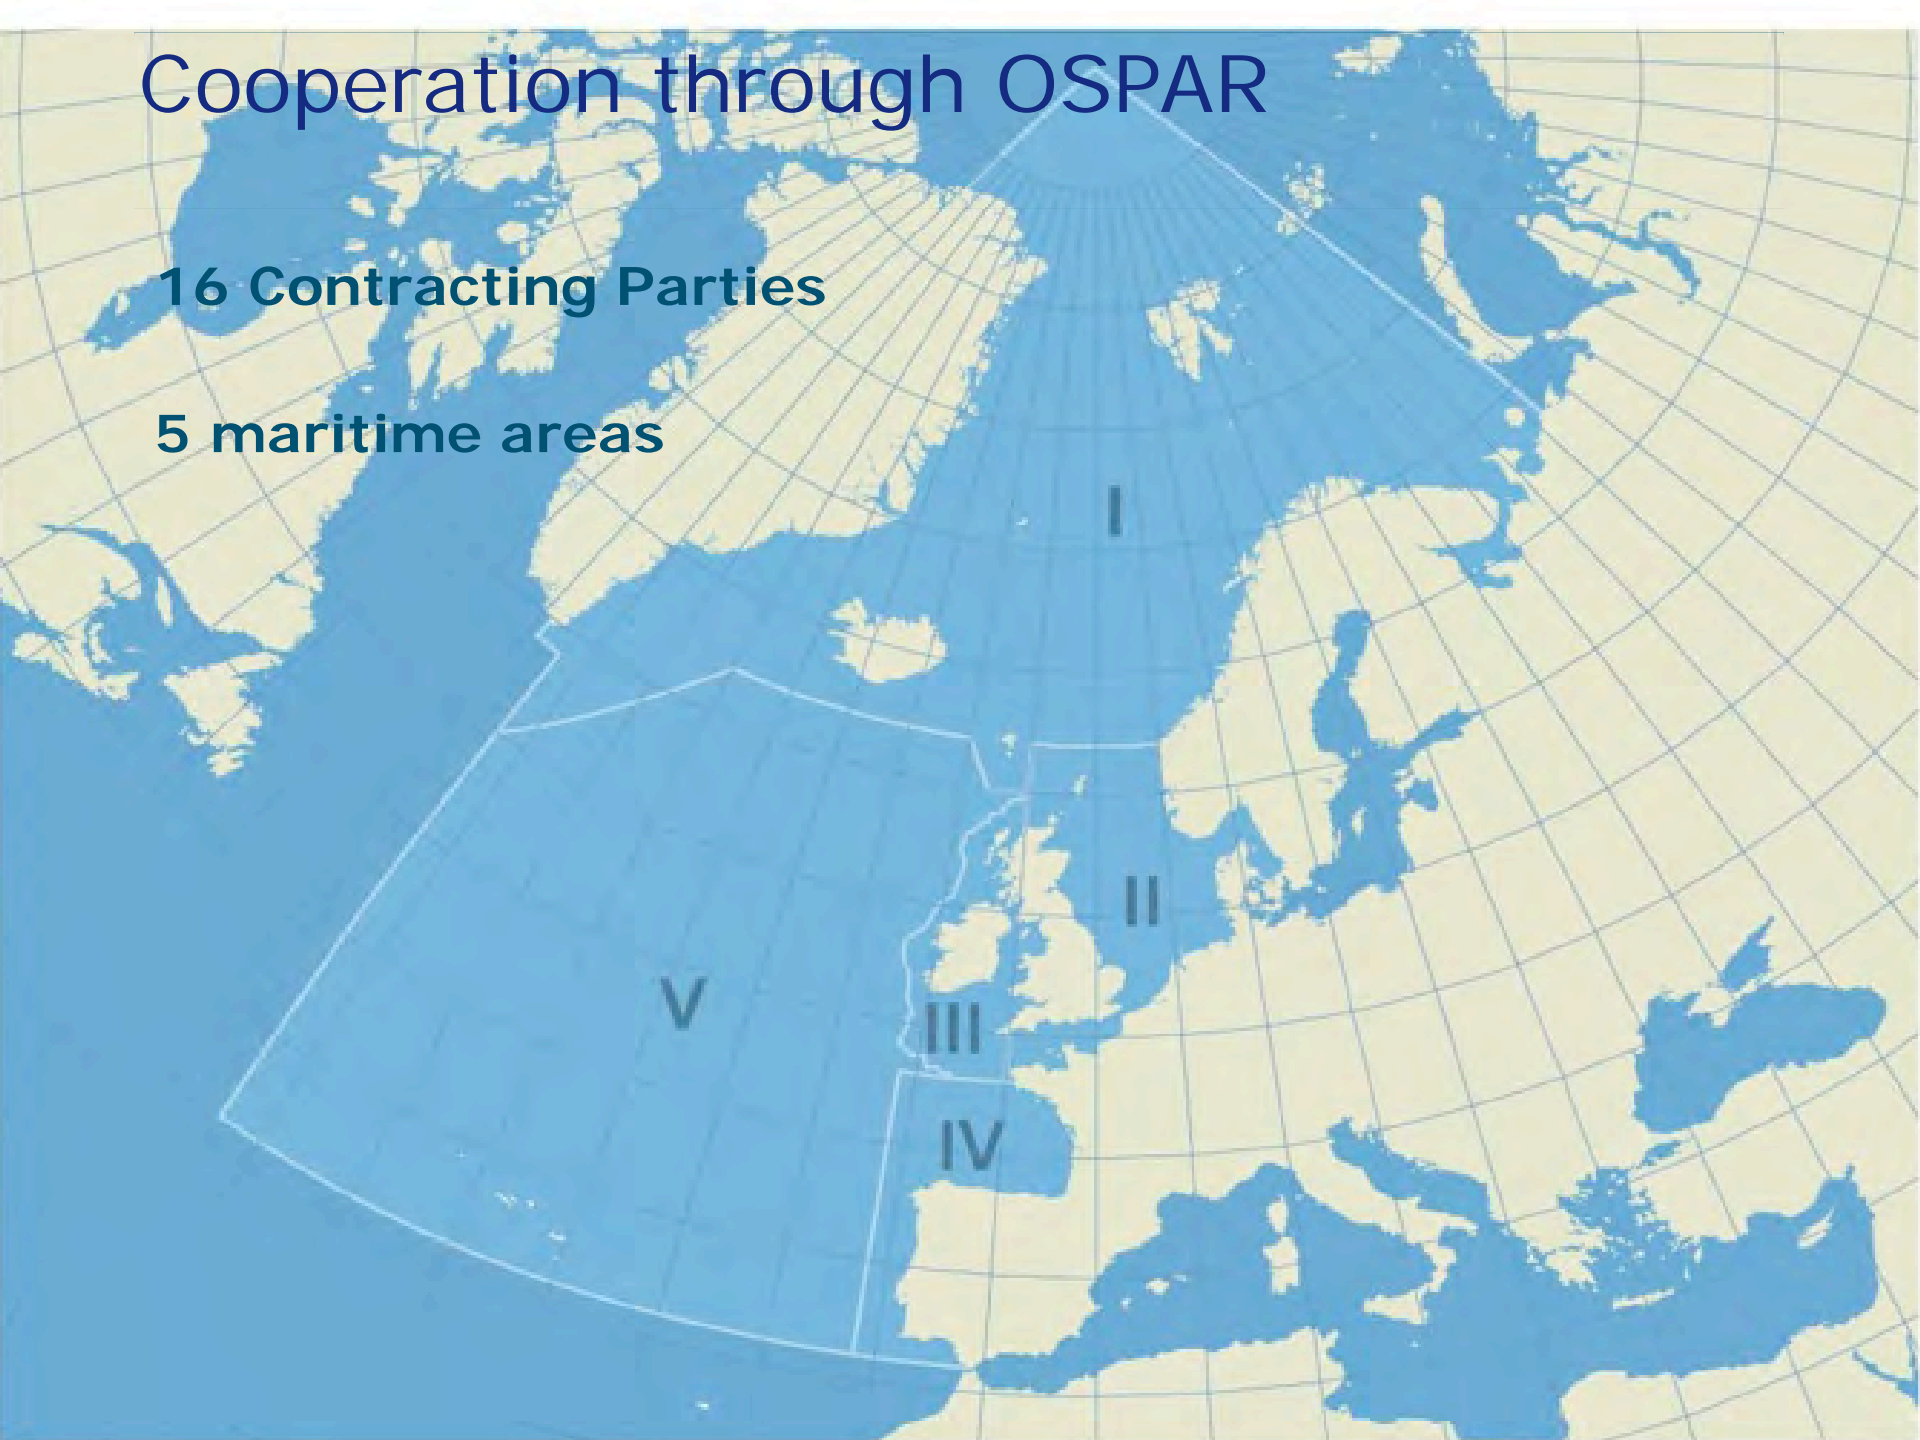 Cooperation through OSPAR
16 Contracting Parties
5 maritime areas
I
II
V
III
IV